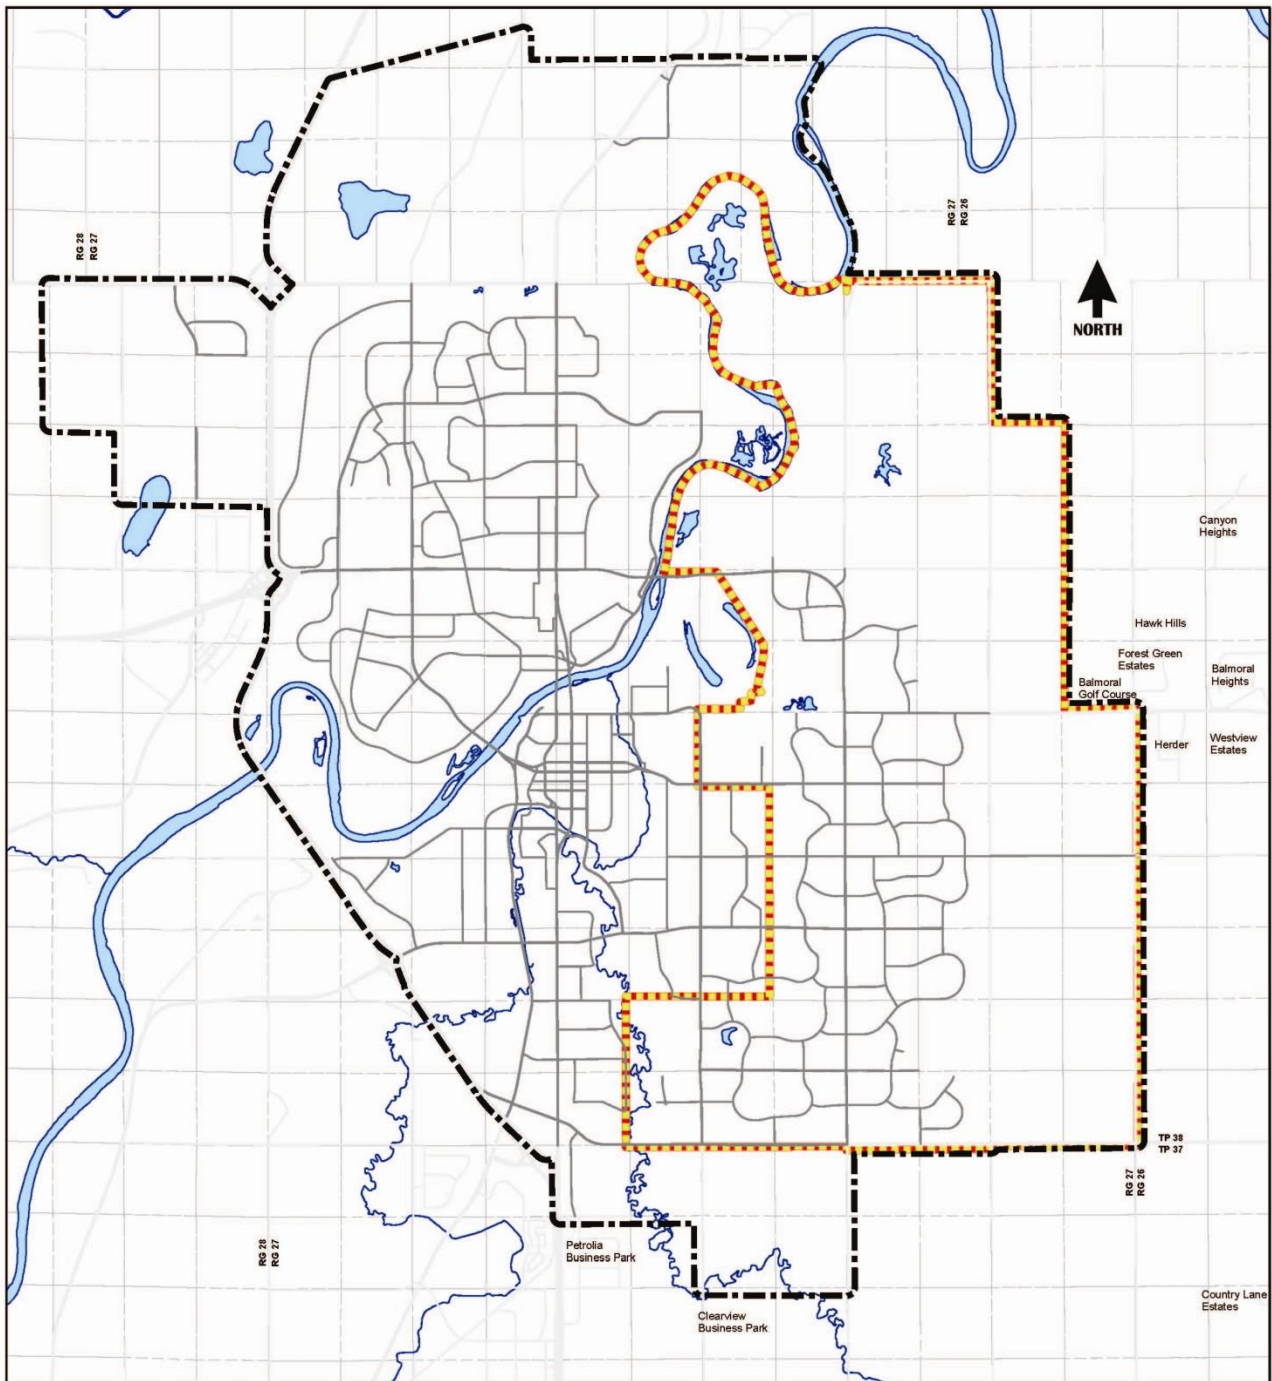 RG 28
RG 27
RG 27
RG 26
NORTH
Canyon
Heights
Hawk Hills
Forest Green
Estates
Balmoral
Heights
Balmoral
Golf Course
Herder
Westview
Estates
TP 38
TP 37
RG 27
RG 26
RG 28
RG 27
Petrolia
Business Park
Clearview
Business Park
Country Lane
Estates